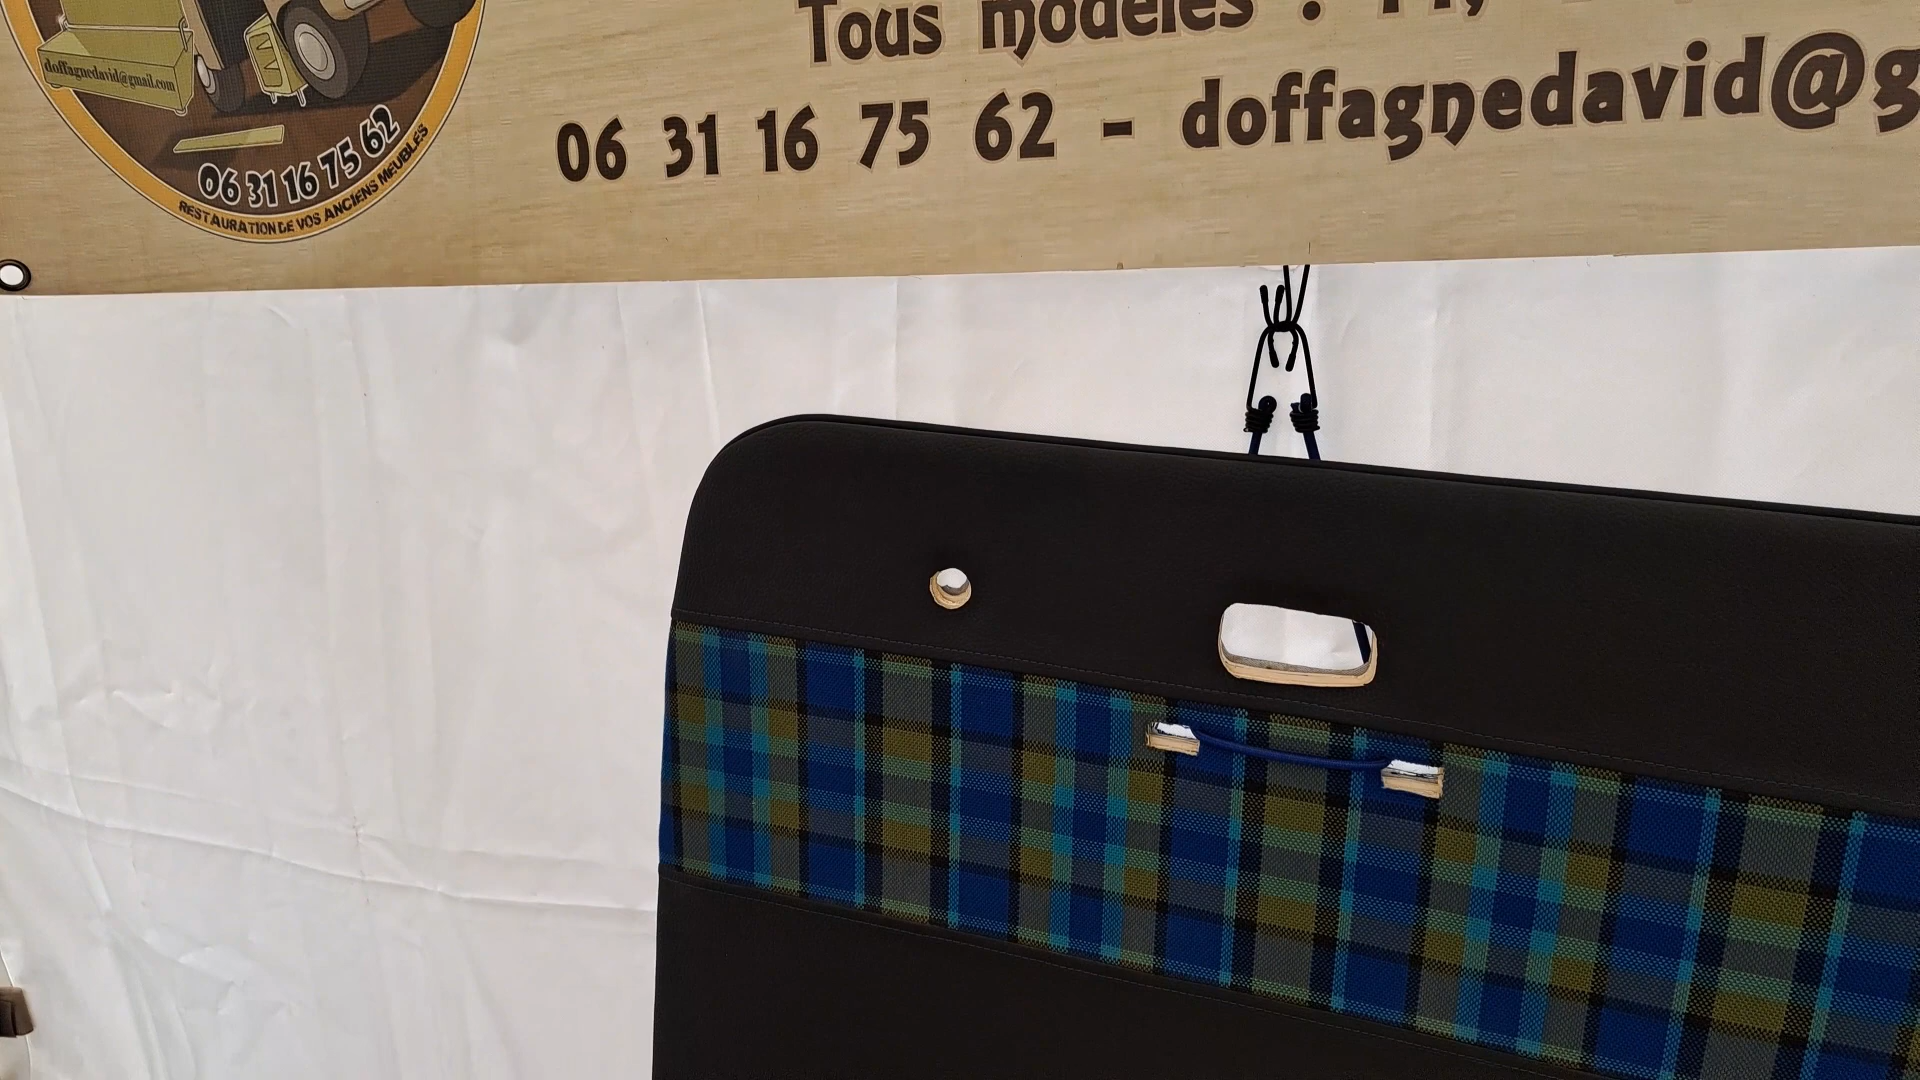 doffagnedavid@gmail.com
06 31 16 75 62
RESTAURATION DE VOS ANCIENS MEUBLES
Tous modèles :
06 31 16 75 62 - doffagnedavid@g